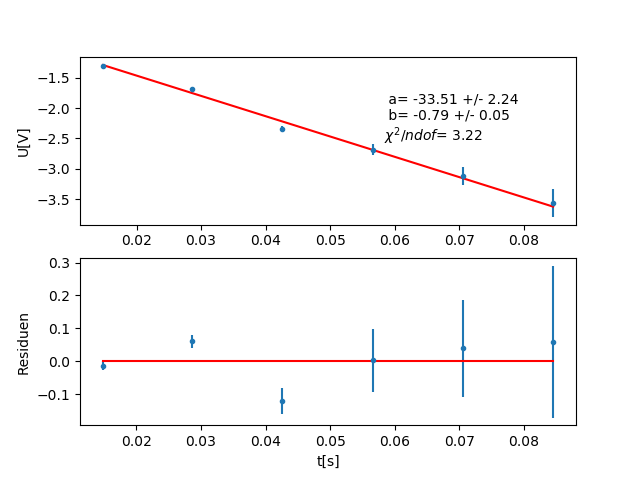 −1.5
−2.0
−2.5
−3.0
−3.5
U[V]
a= -33.51 +/- 2.24
b= -0.79 +/- 0.05
χ²/ndof= 3.22
0.02 0.03 0.04 0.05 0.06 0.07 0.08
0.3
0.2
0.1
0.0
−0.1
Residuen
0.02 0.03 0.04 0.05 0.06 0.07 0.08
t[s]